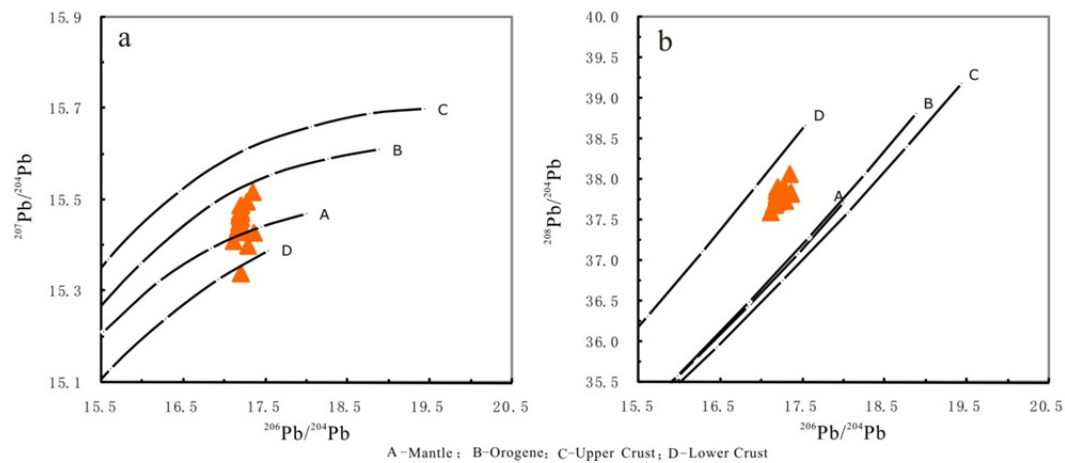 a
15.9
15.7
15.5
15.3
15.1
²⁰⁷Pb/²⁰⁴Pb
C
B
A
D
15.5 16.5 17.5 18.5 19.5 20.5
²⁰⁶Pb/²⁰⁴Pb
b
40.0
39.5
39.0
38.5
38.0
37.5
37.0
36.5
36.0
35.5
²⁰⁸Pb/²⁰⁴Pb
C
B
D
A
15.5 16.5 17.5 18.5 19.5 20.5
²⁰⁶Pb/²⁰⁴Pb
A-Mantle; B-Orogene; C-Upper Crust; D-Lower Crust